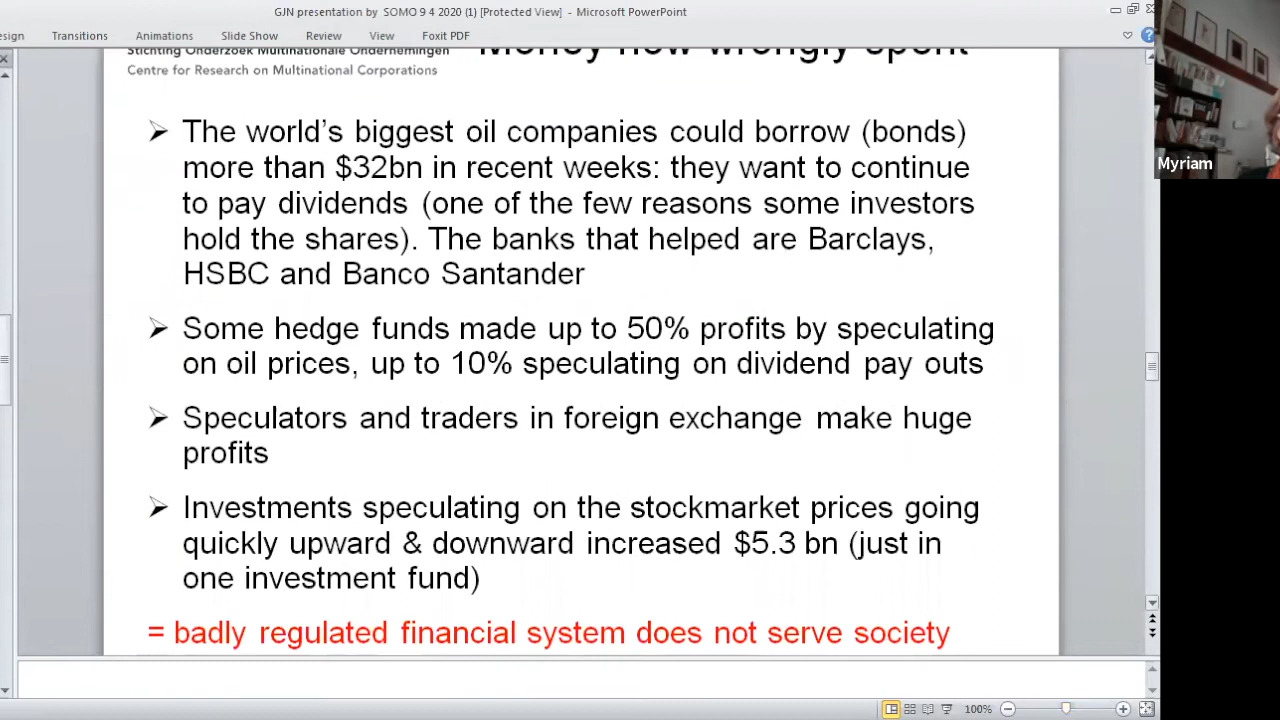 GJN presentation by SOMO 9 4 2020 (1) [Protected View] - Microsoft PowerPoint
esign Transitions Animations Slide Show Review View Foxit PDF
Stichting Onderzoek Multinationale Ondernemingen
Money now wrongly spent
Centre for Research on Multinational Corporations
➢ The world's biggest oil companies could borrow (bonds)
more than $32bn in recent weeks: they want to continue
to pay dividends (one of the few reasons some investors
hold the shares). The banks that helped are Barclays,
HSBC and Banco Santander
➢ Some hedge funds made up to 50% profits by speculating
on oil prices, up to 10% speculating on dividend pay outs
➢ Speculators and traders in foreign exchange make huge
profits
➢ Investments speculating on the stockmarket prices going
quickly upward & downward increased $5.3 bn (just in
one investment fund)
= badly regulated financial system does not serve society
Myriam
100%